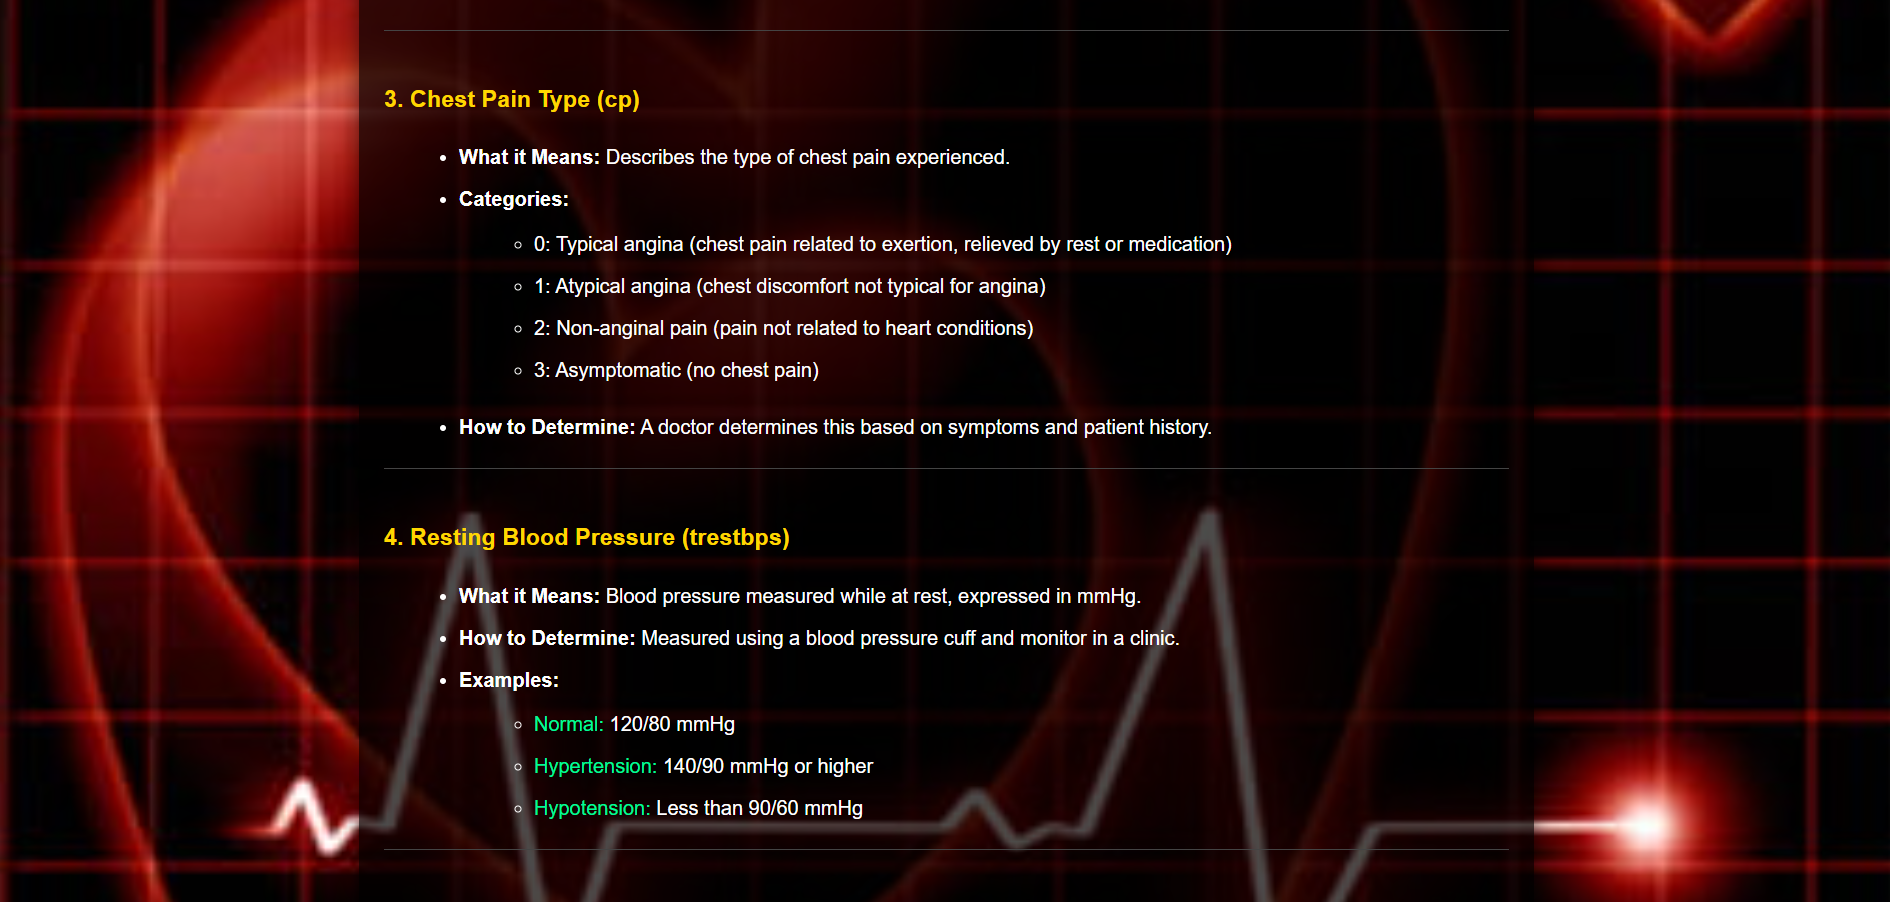 3. Chest Pain Type (cp)
What it Means: Describes the type of chest pain experienced.
Categories:
0: Typical angina (chest pain related to exertion, relieved by rest or medication)
1: Atypical angina (chest discomfort not typical for angina)
2: Non-anginal pain (pain not related to heart conditions)
3: Asymptomatic (no chest pain)
How to Determine: A doctor determines this based on symptoms and patient history.
4. Resting Blood Pressure (trestbps)
What it Means: Blood pressure measured while at rest, expressed in mmHg.
How to Determine: Measured using a blood pressure cuff and monitor in a clinic.
Examples:
Normal: 120/80 mmHg
Hypertension: 140/90 mmHg or higher
Hypotension: Less than 90/60 mmHg